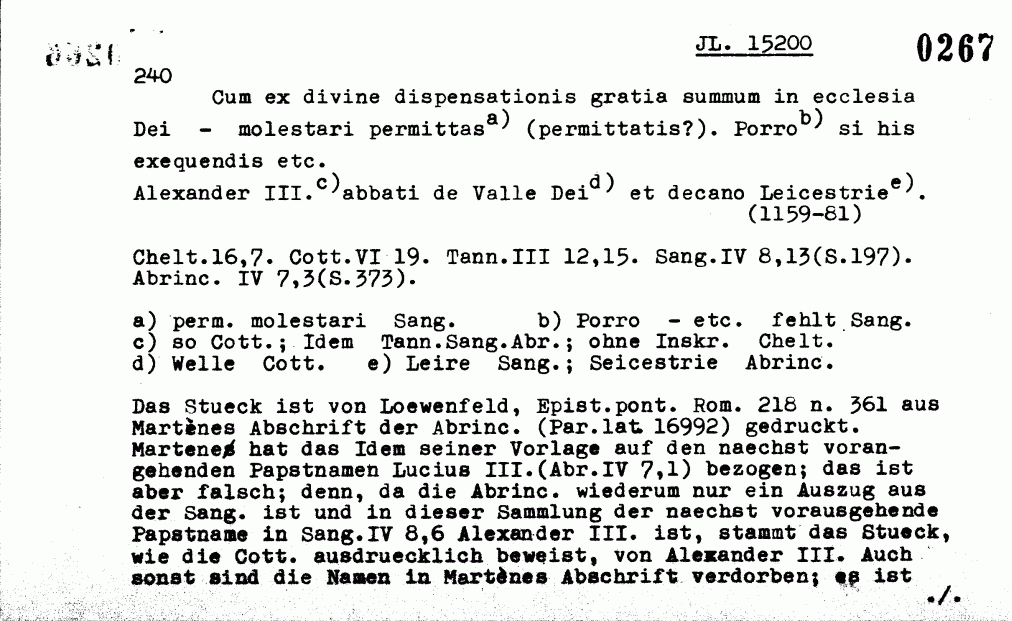 JL. 15200 0267
240
Cum ex divine dispensationis gratia summum in ecclesia
Dei - molestari permittas a) (permittatis?). Porro b) si his
exequendis etc.
Alexander III. c) abbati de Valle Dei d) et decano Leicestrie e).
(1159-81)
Chelt.16,7. Cott.VI 19. Tann.III 12,15. Sang.IV 8,13(S.197).
Abrinc. IV 7,3(S.373).
a) perm. molestari Sang. b) Porro - etc. fehlt Sang.
c) so Cott.; Idem Tann.Sang.Abr.; ohne Inskr. Chelt.
d) Welle Cott. e) Leire Sang.; Seicestrie Abrinc.
Das Stueck ist von Loewenfeld, Epist.pont. Rom. 218 n. 361 aus
Martènes Abschrift der Abrinc. (Par.lat 16992) gedruckt.
Martene hat das Idem seiner Vorlage auf den naechst voran-
gehenden Papstnamen Lucius III.(Abr.IV 7,1) bezogen; das ist
aber falsch; denn, da die Abrinc. wiederum nur ein Auszug aus
der Sang. ist und in dieser Sammlung der naechst vorausgehende
Papstname in Sang.IV 8,6 Alexander III. ist, stammt das Stueck,
wie die Cott. ausdruecklich beweist, von Alexander III. Auch
sonst sind die Namen in Martènes Abschrift verdorben; es ist
./.